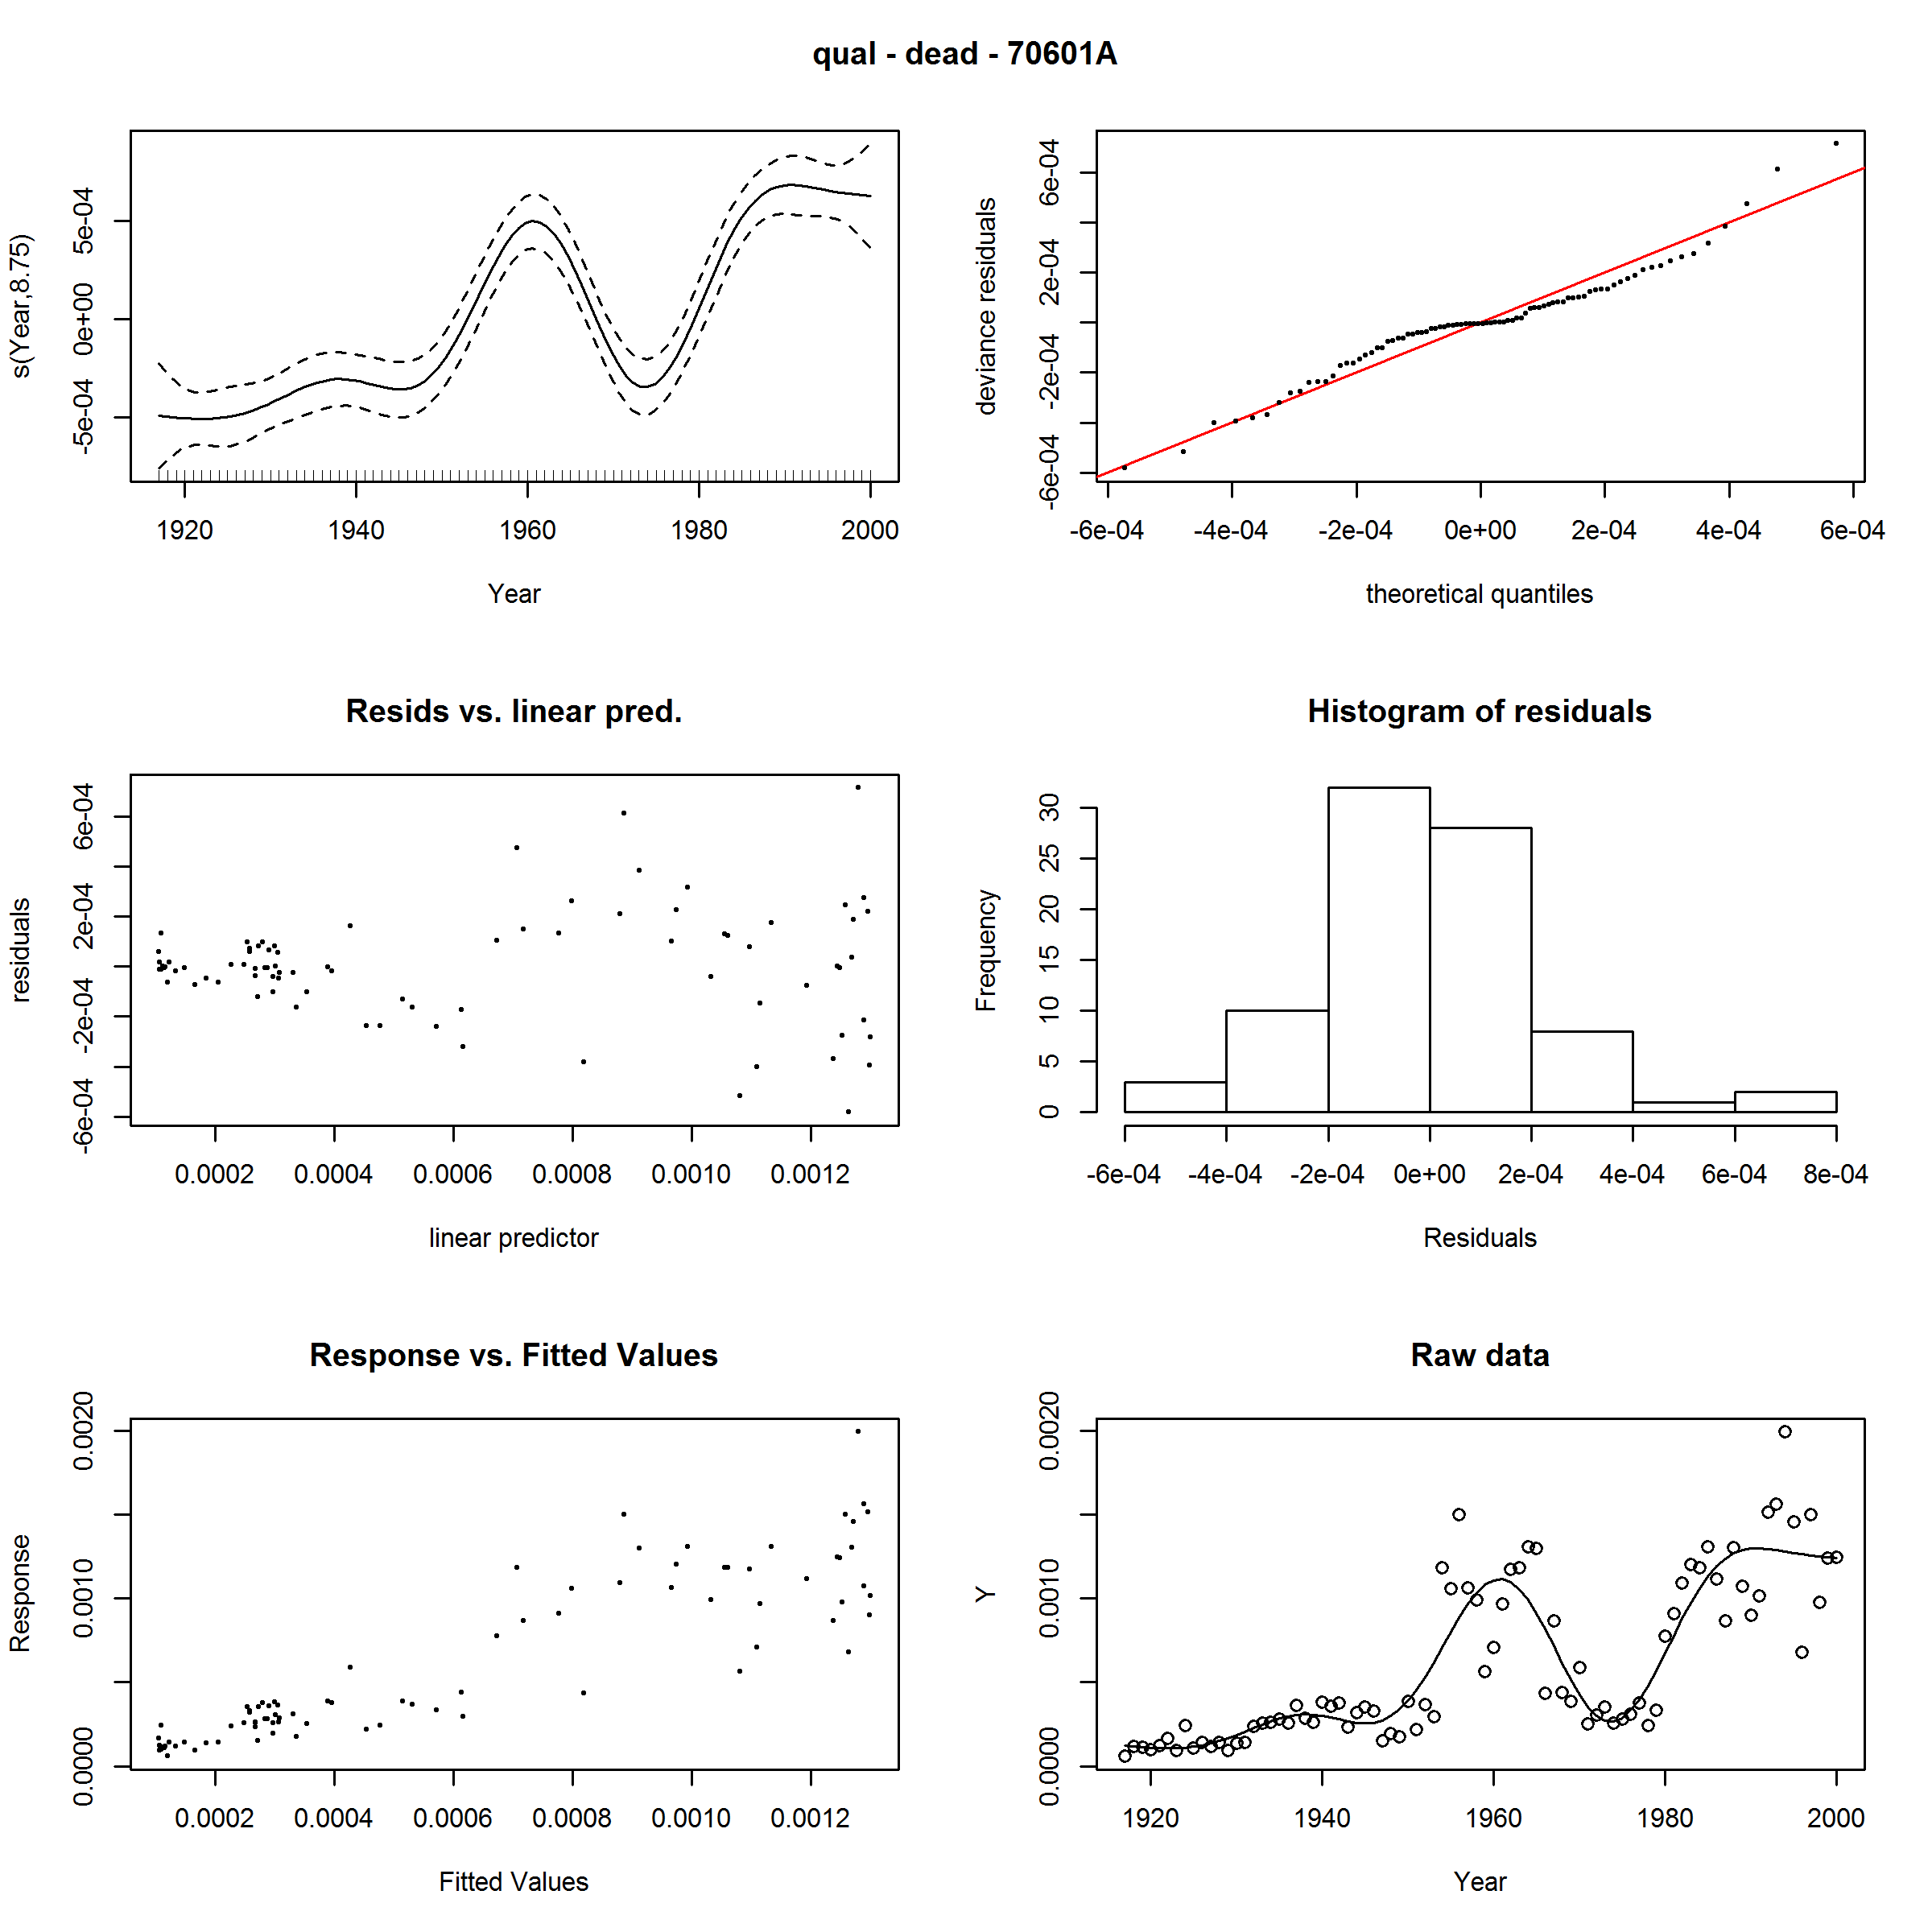 qual - dead - 70601A
s(Year,8.75)
-5e-04 0e+00 5e-04
1920 1940 1960 1980 2000
Year
deviance residuals
-6e-04 -2e-04 2e-04 6e-04
-6e-04 -4e-04 -2e-04 0e+00 2e-04 4e-04 6e-04
theoretical quantiles
Resids vs. linear pred.
residuals
-6e-04 -2e-04 2e-04 6e-04
0.0002 0.0004 0.0006 0.0008 0.0010 0.0012
linear predictor
Histogram of residuals
Frequency
0 5 10 15 20 25 30
-6e-04 -4e-04 -2e-04 0e+00 2e-04 4e-04 6e-04 8e-04
Residuals
Response vs. Fitted Values
Response
0.0000 0.0010 0.0020
0.0002 0.0004 0.0006 0.0008 0.0010 0.0012
Fitted Values
Raw data
Y
0.0000 0.0010 0.0020
1920 1940 1960 1980 2000
Year